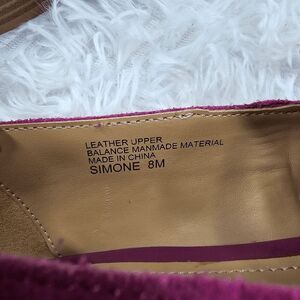 LEATHER UPPER
BALANCE MANMADE MATERIAL
MADE IN CHINA
SIMONE 8M